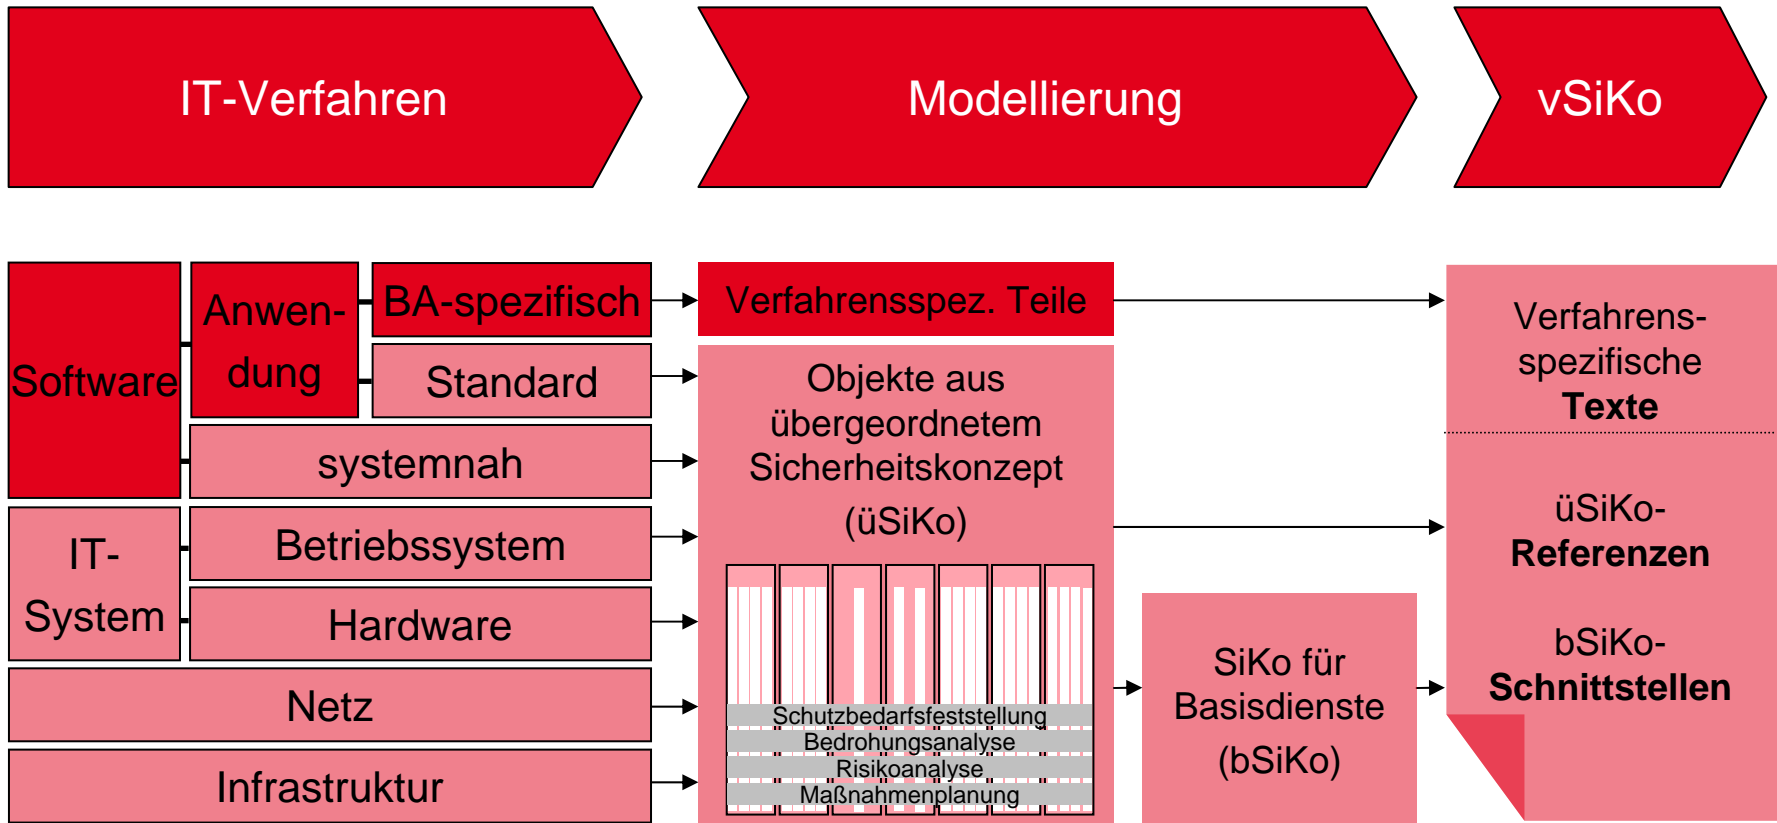 IT-Verfahren
Modellierung
vSiKo
Software
Anwen-
dung
BA-spezifisch
Standard
systemnah
IT-
System
Betriebssystem
Hardware
Netz
Infrastruktur
Verfahrensspez. Teile
Objekte aus
übergeordnetem
Sicherheitskonzept
(üSiKo)
Schutzbedarfsfeststellung
Bedrohungsanalyse
Risikoanalyse
Maßnahmenplanung
SiKo für
Basisdienste
(bSiKo)
Verfahrens-
spezifische
Texte
üSiKo-
Referenzen
bSiKo-
Schnittstellen